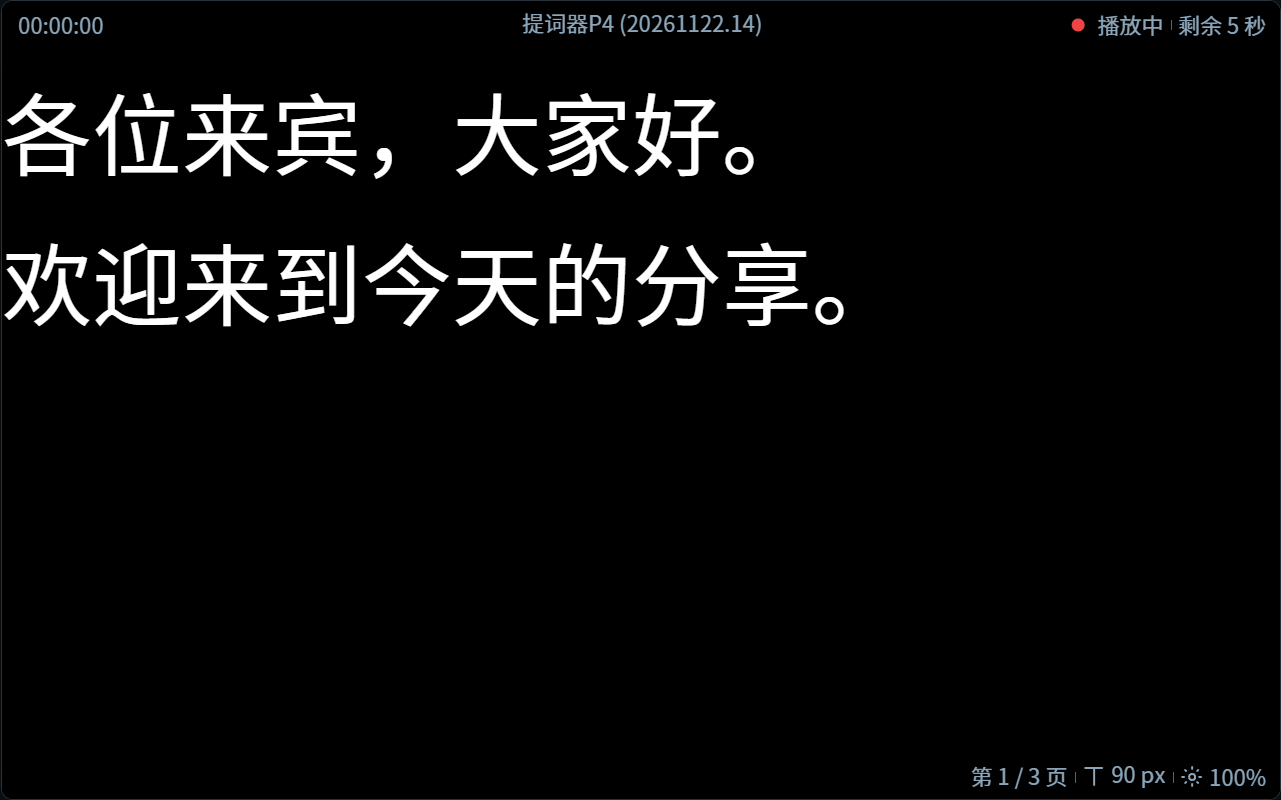 00:00:00 提词器P4 (20261122.14) 播放中 剩余 5 秒
各位来宾，大家好。
欢迎来到今天的分享。
第 1 / 3 页 90 px 100%